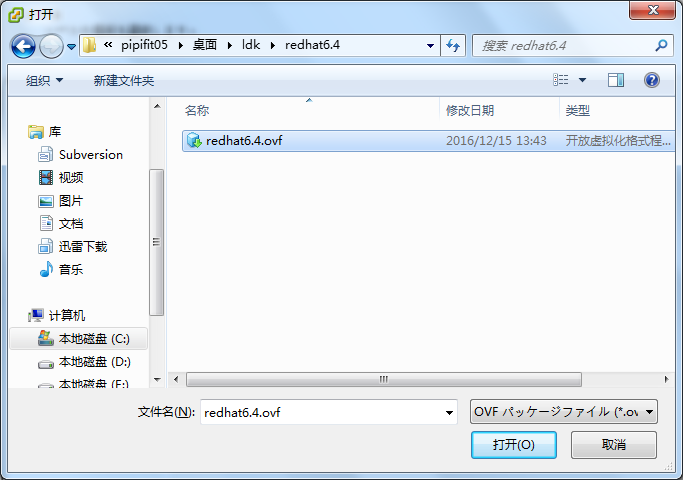 打开
« pipifit05 ▸ 桌面 ▸ ldk ▸ redhat6.4
搜索 redhat6.4
组织 新建文件夹
名称 修改日期 类型
redhat6.4.ovf 2016/12/15 13:43 开放虚拟化格式程...
库
Subversion
视频
图片
文档
迅雷下载
音乐
计算机
本地磁盘 (C:)
本地磁盘 (D:)
本地磁盘 (E:)
文件名(N): redhat6.4.ovf OVF パッケージファイル (*.ov
打开(O) 取消